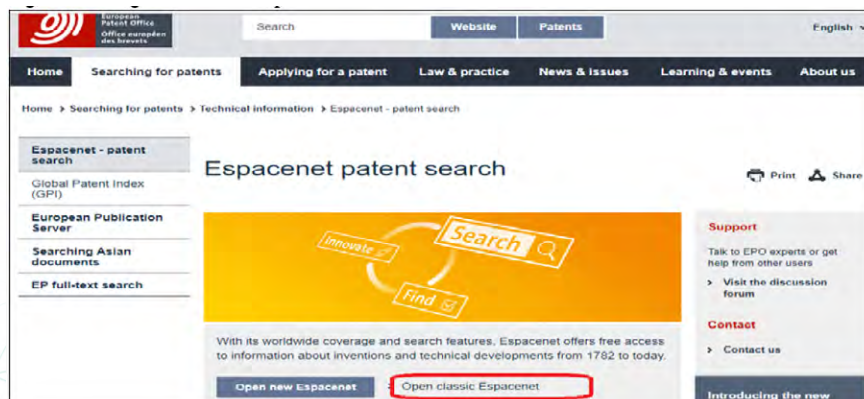 European
Patent Office
Office européen
des brevets
Search
Website
Patents
English
Home
Searching for patents
Applying for a patent
Law & practice
News & issues
Learning & events
About us
Home > Searching for patents > Technical information > Espacenet - patent search
Espacenet - patent
search
Global Patent Index
(GPI)
European Publication
Server
Searching Asian
documents
EP full-text search
Espacenet patent search
Print
Share
Innovate
Search
Find
With its worldwide coverage and search features, Espacenet offers free access
to information about inventions and technical developments from 1782 to today.
Open new Espacenet
Open classic Espacenet
Support
Talk to EPO experts or get
help from other users
> Visit the discussion
forum
Contact
> Contact us
Introducing the new